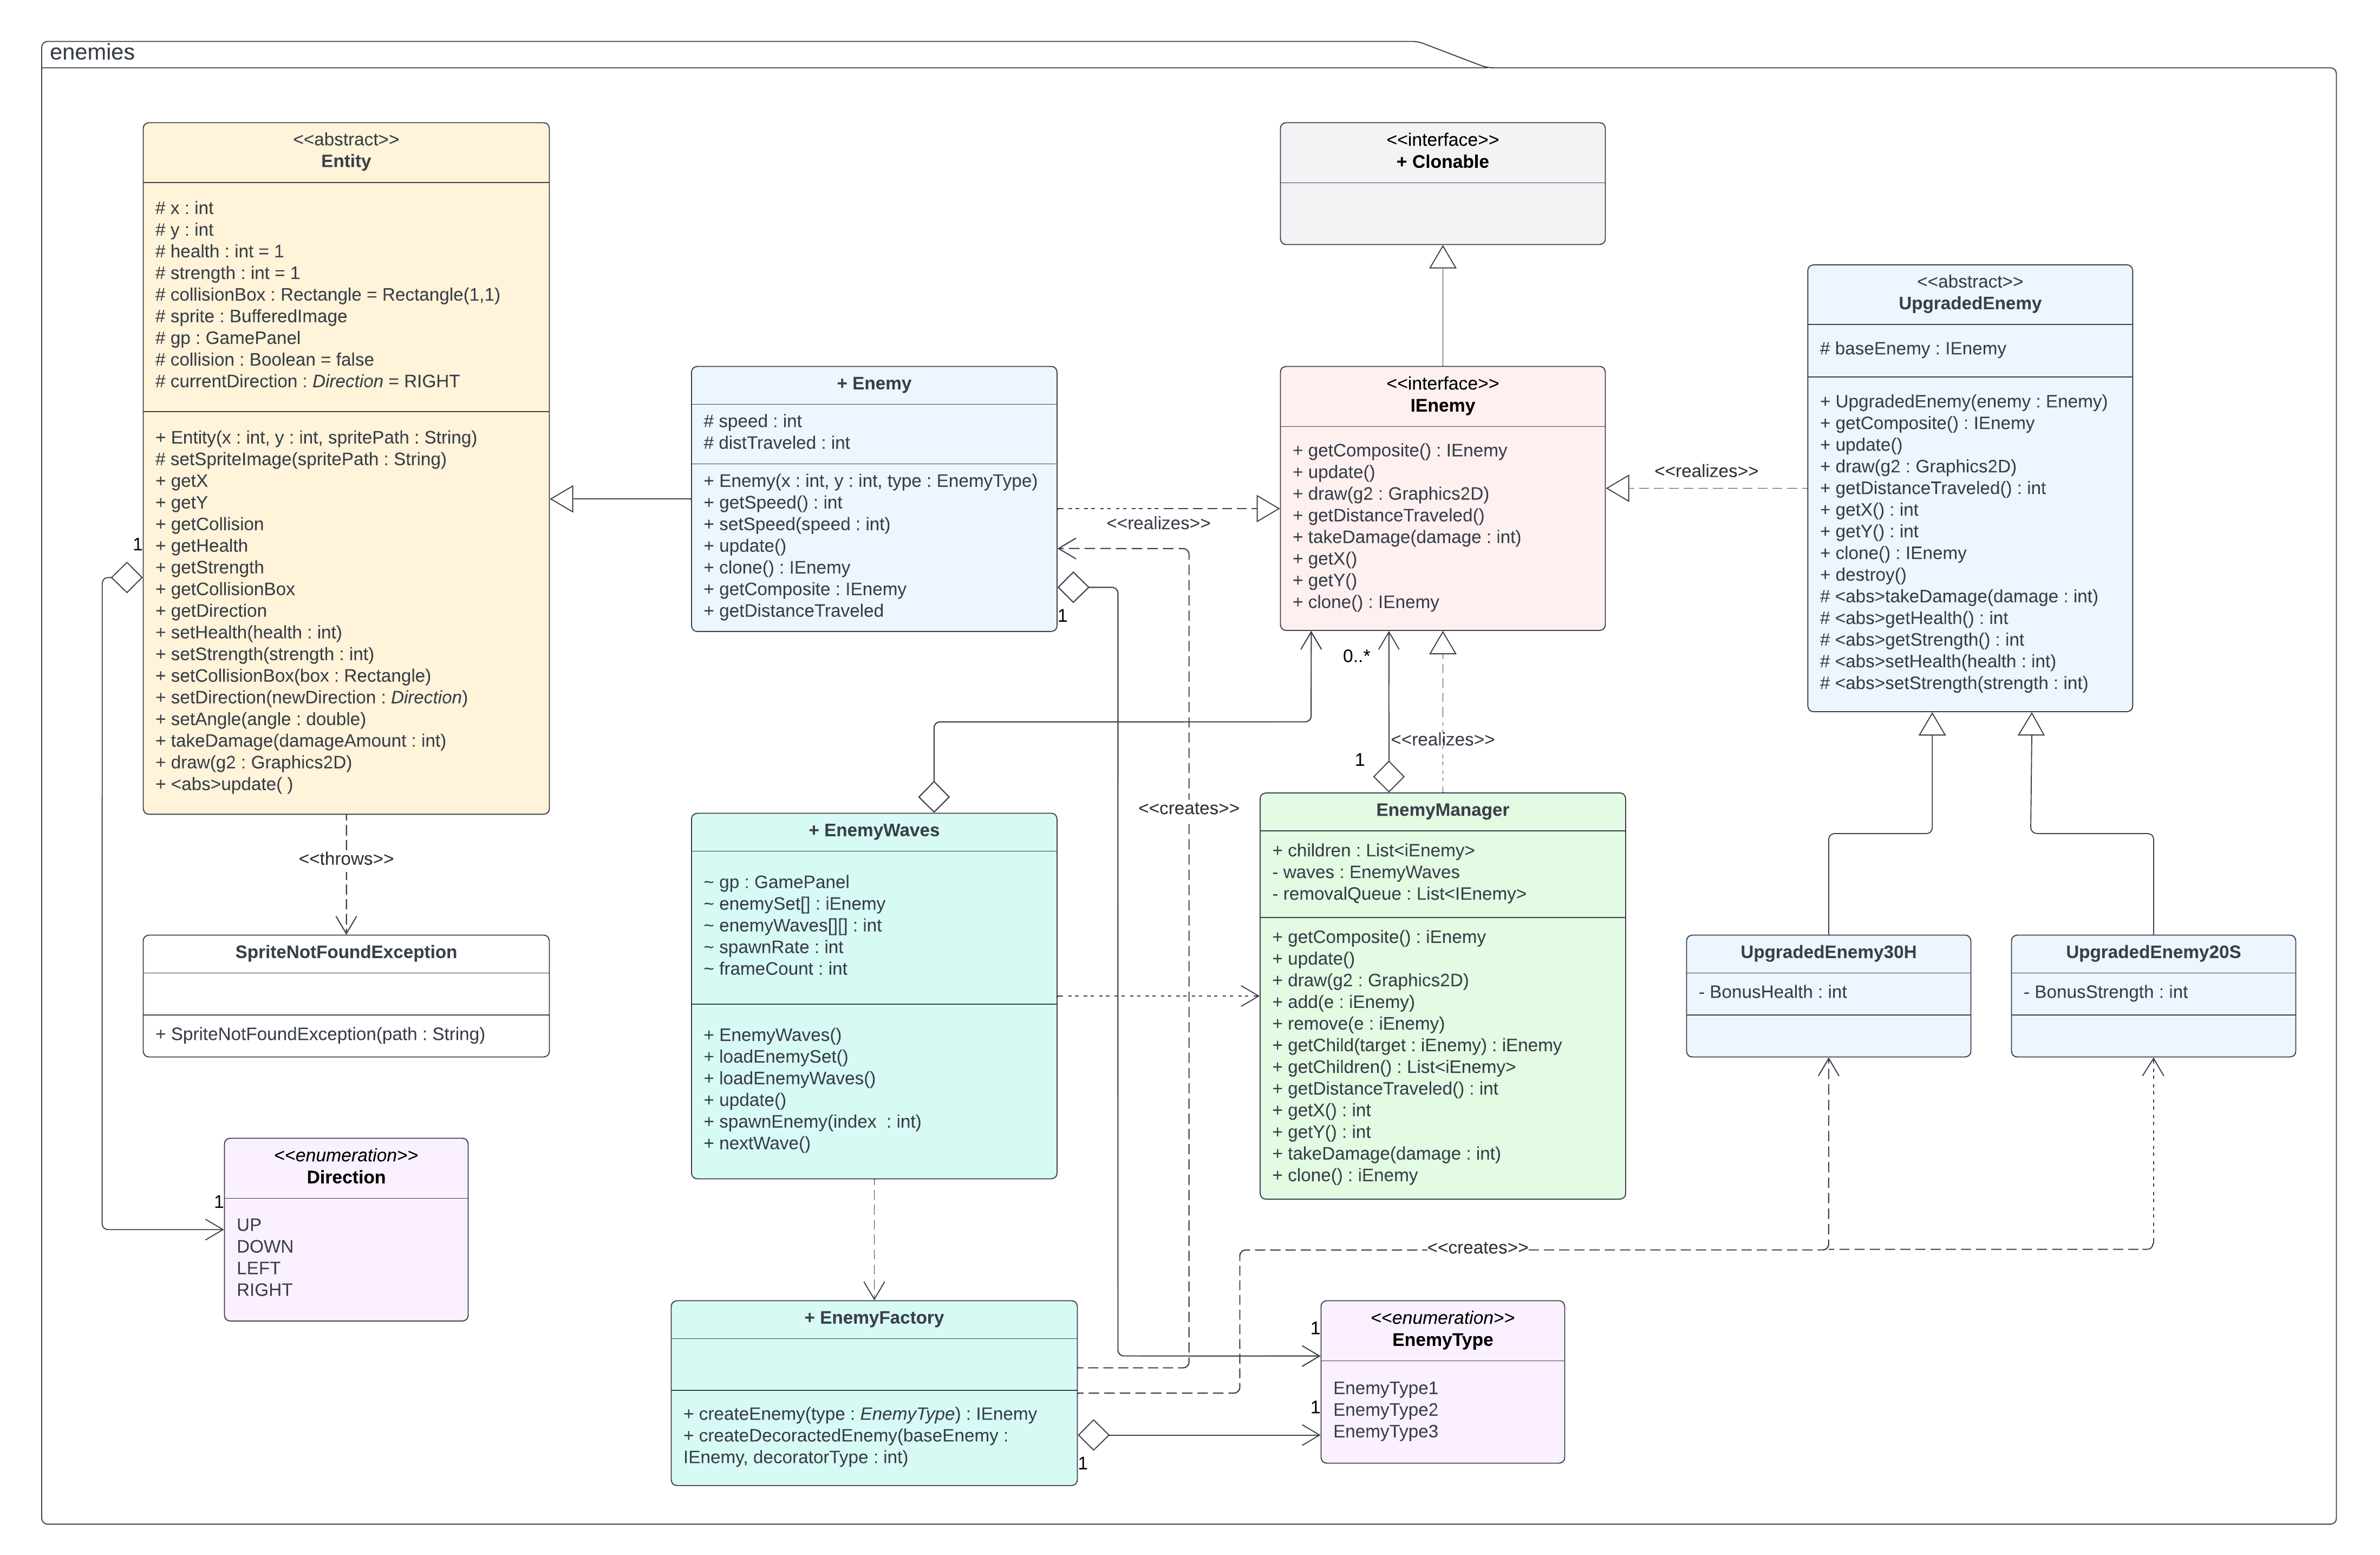 enemies
<<abstract>>
Entity
# x : int
# y : int
# health : int = 1
# strength : int = 1
# collisionBox : Rectangle = Rectangle(1,1)
# sprite : BufferedImage
# gp : GamePanel
# collision : Boolean = false
# currentDirection : Direction = RIGHT
+ Entity(x : int, y : int, spritePath : String)
# setSpriteImage(spritePath : String)
+ getX
+ getY
+ getCollision
+ getHealth
+ getStrength
+ getCollisionBox
+ getDirection
+ setHealth(health : int)
+ setStrength(strength : int)
+ setCollisionBox(box : Rectangle)
+ setDirection(newDirection : Direction)
+ setAngle(angle : double)
+ takeDamage(damageAmount : int)
+ draw(g2 : Graphics2D)
+ <abs>update( )
1
<<throws>>
SpriteNotFoundException
+ SpriteNotFoundException(path : String)
1
<<enumeration>>
Direction
UP
DOWN
LEFT
RIGHT
+ Enemy
# speed : int
# distTraveled : int
+ Enemy(x : int, y : int, type : EnemyType)
+ getSpeed() : int
+ setSpeed(speed : int)
+ update()
+ clone() : IEnemy
+ getComposite : IEnemy
+ getDistanceTraveled
1
<<realizes>>
<<creates>>
+ EnemyWaves
~ gp : GamePanel
~ enemySet[] : iEnemy
~ enemyWaves[][] : int
~ spawnRate : int
~ frameCount : int
+ EnemyWaves()
+ loadEnemySet()
+ loadEnemyWaves()
+ update()
+ spawnEnemy(index  : int)
+ nextWave()
+ EnemyFactory
+ createEnemy(type : EnemyType) : IEnemy
+ createDecoractedEnemy(baseEnemy :
IEnemy, decoratorType : int)
1
<<interface>>
+ Clonable
<<interface>>
IEnemy
+ getComposite() : IEnemy
+ update()
+ draw(g2 : Graphics2D)
+ getDistanceTraveled()
+ takeDamage(damage : int)
+ getX()
+ getY()
+ clone() : IEnemy
0..*
<<realizes>>
1
EnemyManager
+ children : List<iEnemy>
- waves : EnemyWaves
- removalQueue : List<IEnemy>
+ getComposite() : iEnemy
+ update()
+ draw(g2 : Graphics2D)
+ add(e : iEnemy)
+ remove(e : iEnemy)
+ getChild(target : iEnemy) : iEnemy
+ getChildren() : List<iEnemy>
+ getDistanceTraveled() : int
+ getX() : int
+ getY() : int
+ takeDamage(damage : int)
+ clone() : iEnemy
<<creates>>
1
1
<<enumeration>>
EnemyType
EnemyType1
EnemyType2
EnemyType3
<<realizes>>
<<abstract>>
UpgradedEnemy
# baseEnemy : IEnemy
+ UpgradedEnemy(enemy : Enemy)
+ getComposite() : IEnemy
+ update()
+ draw(g2 : Graphics2D)
+ getDistanceTraveled() : int
+ getX() : int
+ getY() : int
+ clone() : IEnemy
+ destroy()
# <abs>takeDamage(damage : int)
# <abs>getHealth() : int
# <abs>getStrength() : int
# <abs>setHealth(health : int)
# <abs>setStrength(strength : int)
UpgradedEnemy30H
- BonusHealth : int
UpgradedEnemy20S
- BonusStrength : int